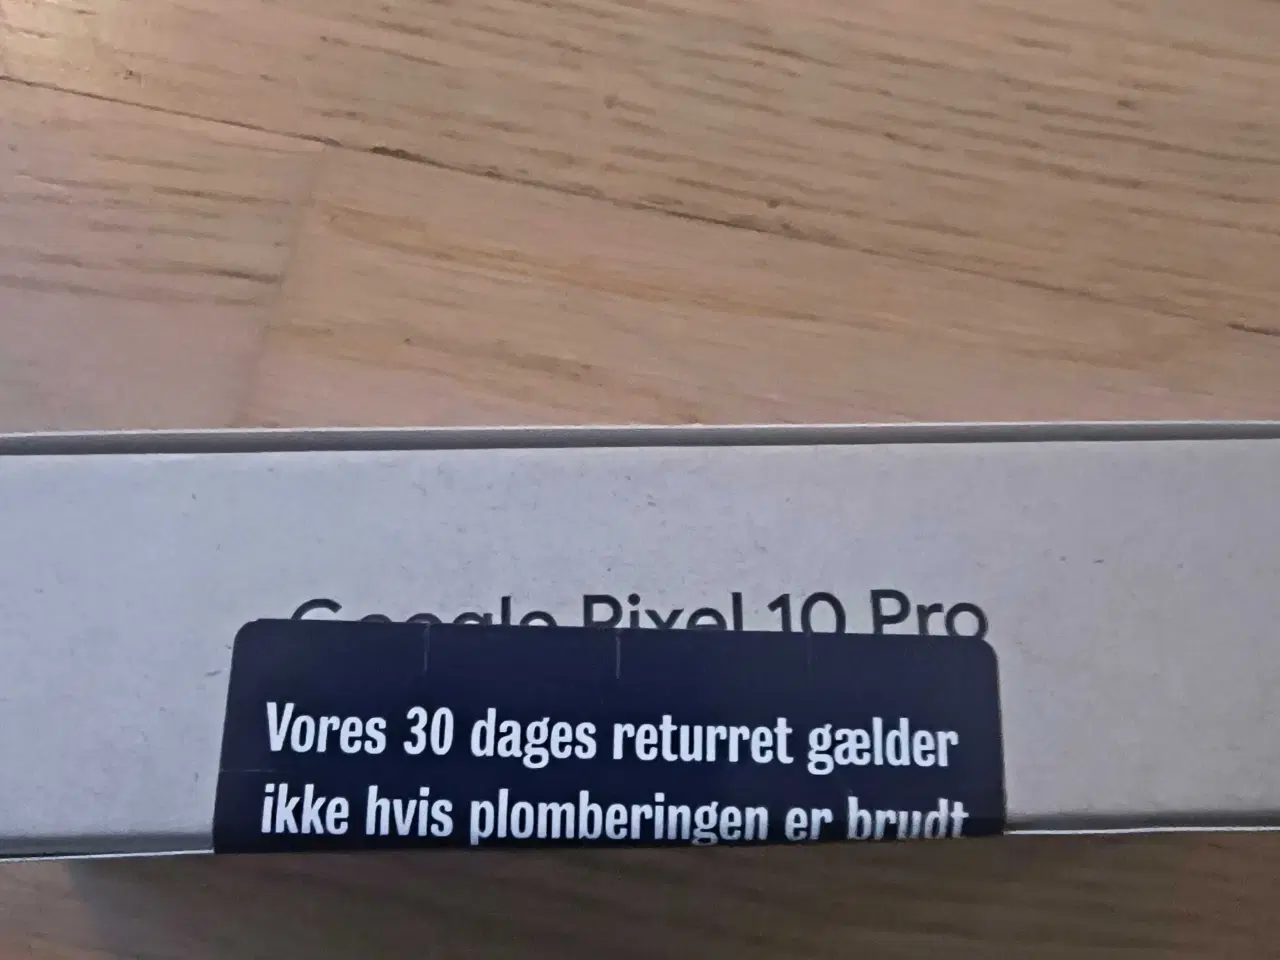 Google Pixel 10 Pro
Vores 30 dages returret gælder
ikke hvis plomberingen er brudt